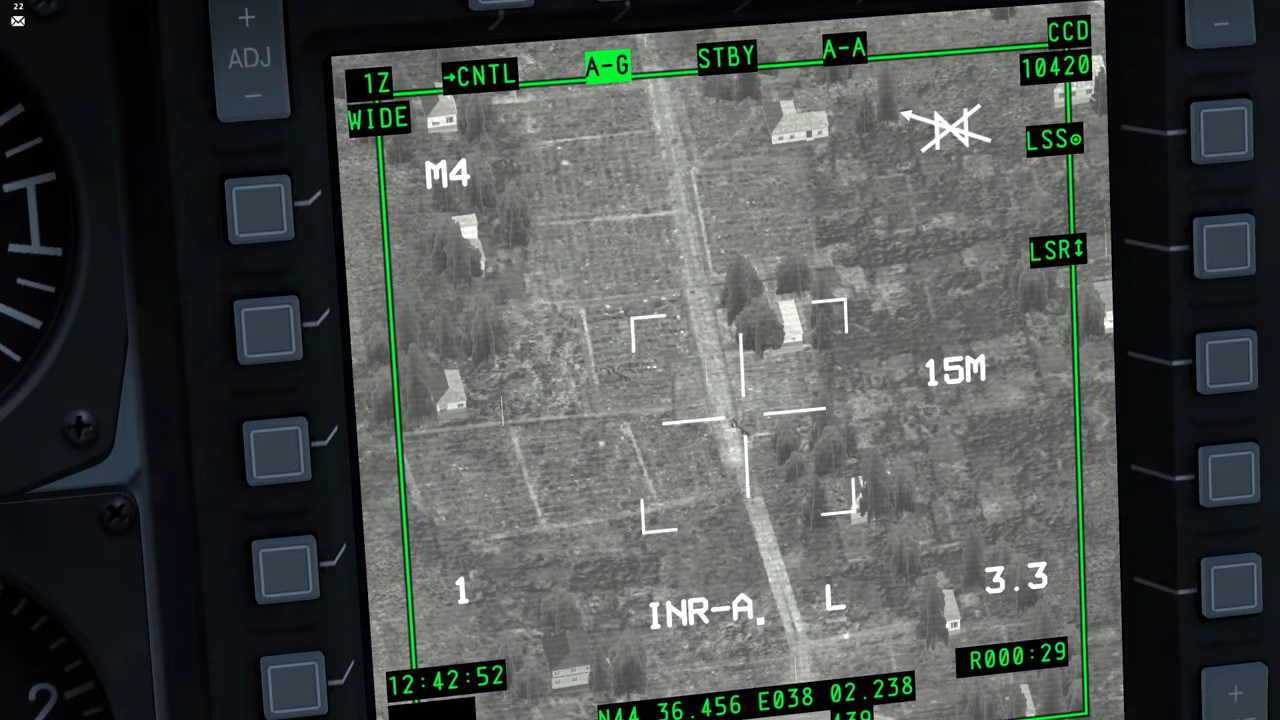 22
+
ADJ
−
1Z →CNTL A-G STBY A-A CCD
WIDE 10420
LSS⊙
M4
LSR↕
15M
1 INR-A. L 3.3
12:42:52 R000:29
N44 36.456 E038 02.238
2
+
−